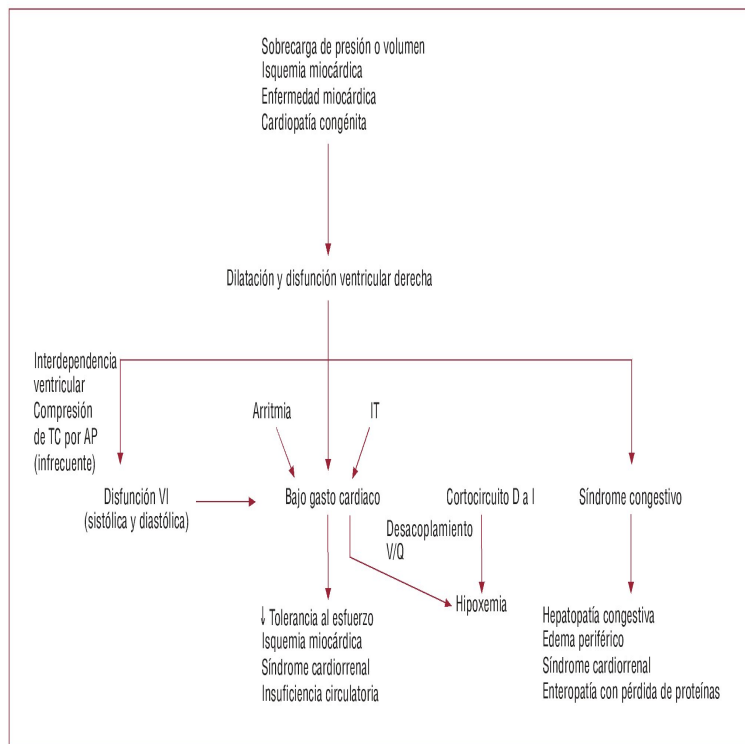 Sobrecarga de presión o volumen
Isquemia miocárdica
Enfermedad miocárdica
Cardiopatía congénita
Dilatación y disfunción ventricular derecha
Interdependencia
ventricular
Compresión
de TC por AP
(infrecuente)
Arritmia
IT
Disfunción VI
(sistólica y diastólica)
Bajo gasto cardiaco
Cortocircuito D a I
Síndrome congestivo
Desacoplamiento
V/Q
Hipoxemia
↓ Tolerancia al esfuerzo
Isquemia miocárdica
Síndrome cardiorrenal
Insuficiencia circulatoria
Hepatopatía congestiva
Edema periférico
Síndrome cardiorrenal
Enteropatía con pérdida de proteínas